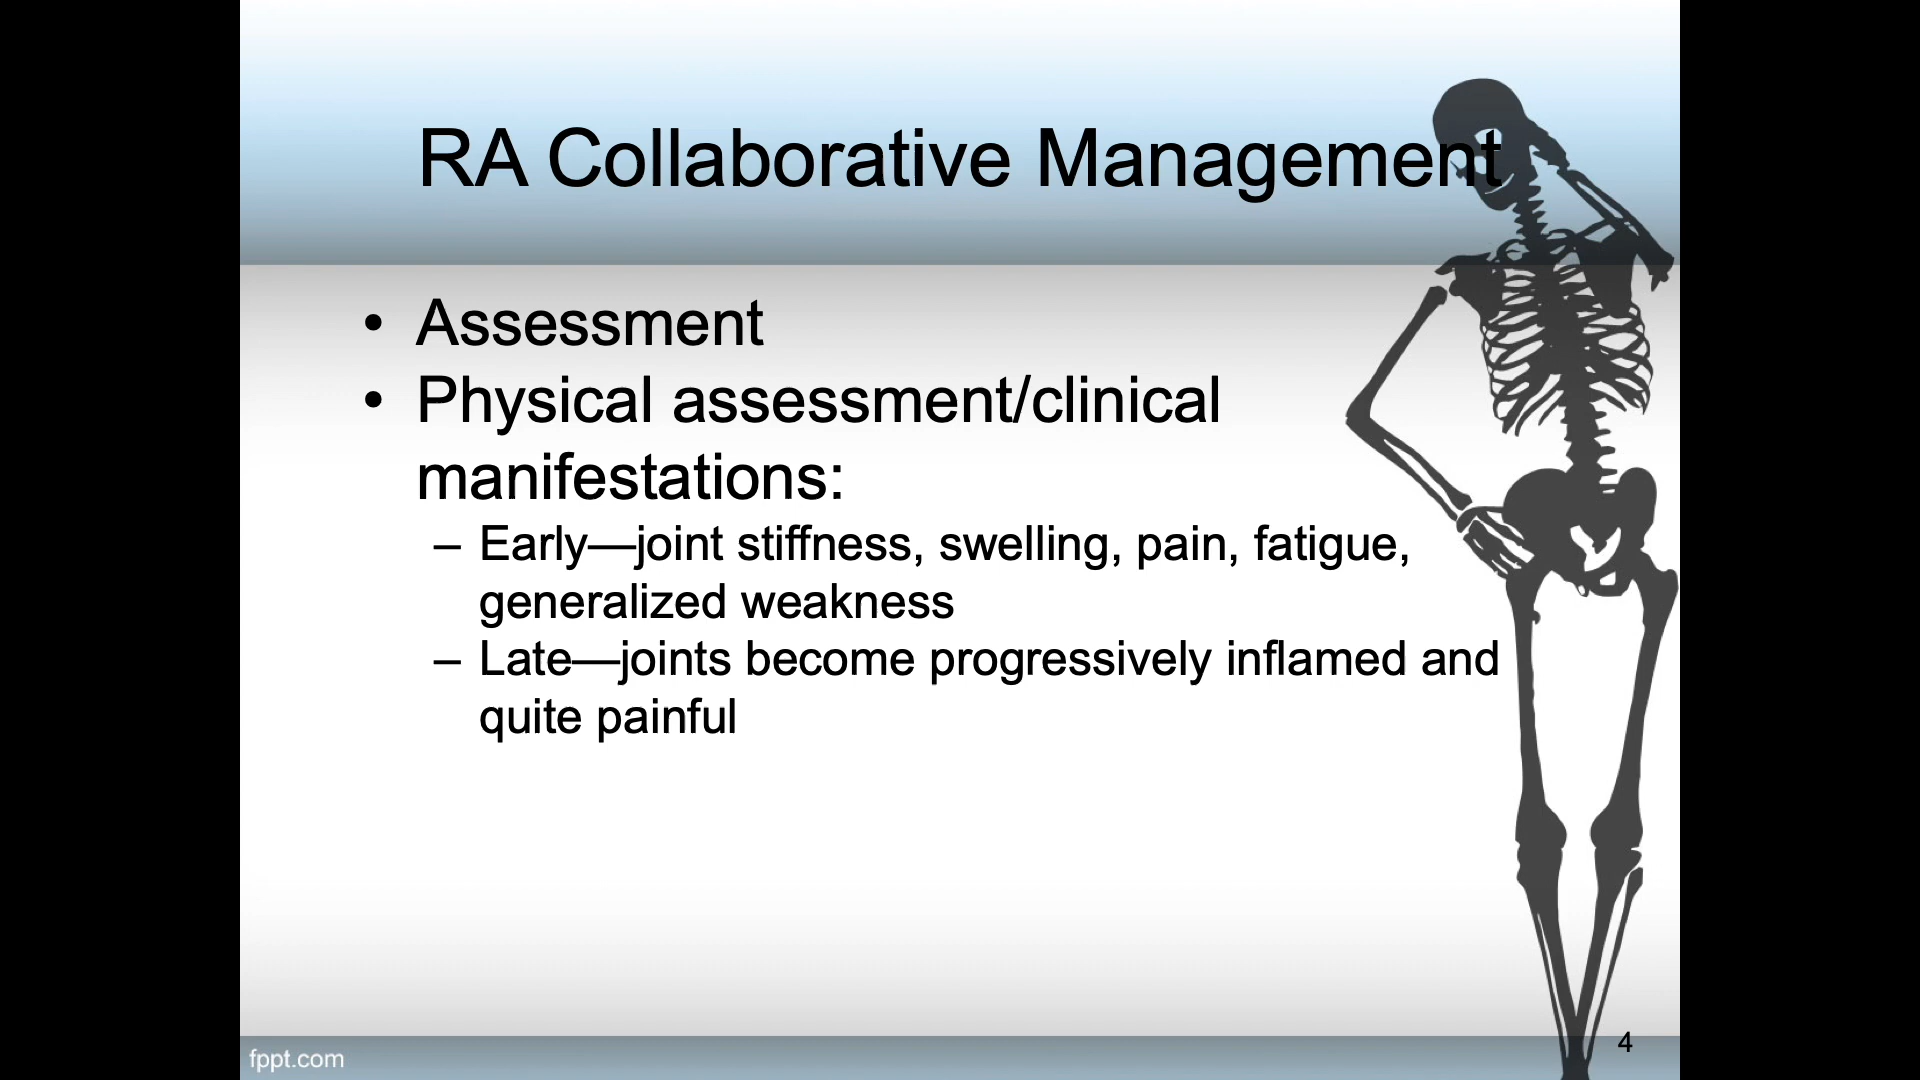 RA Collaborative Management
• Assessment
• Physical assessment/clinical
manifestations:
– Early—joint stiffness, swelling, pain, fatigue,
generalized weakness
– Late—joints become progressively inflamed and
quite painful
4
fppt.com